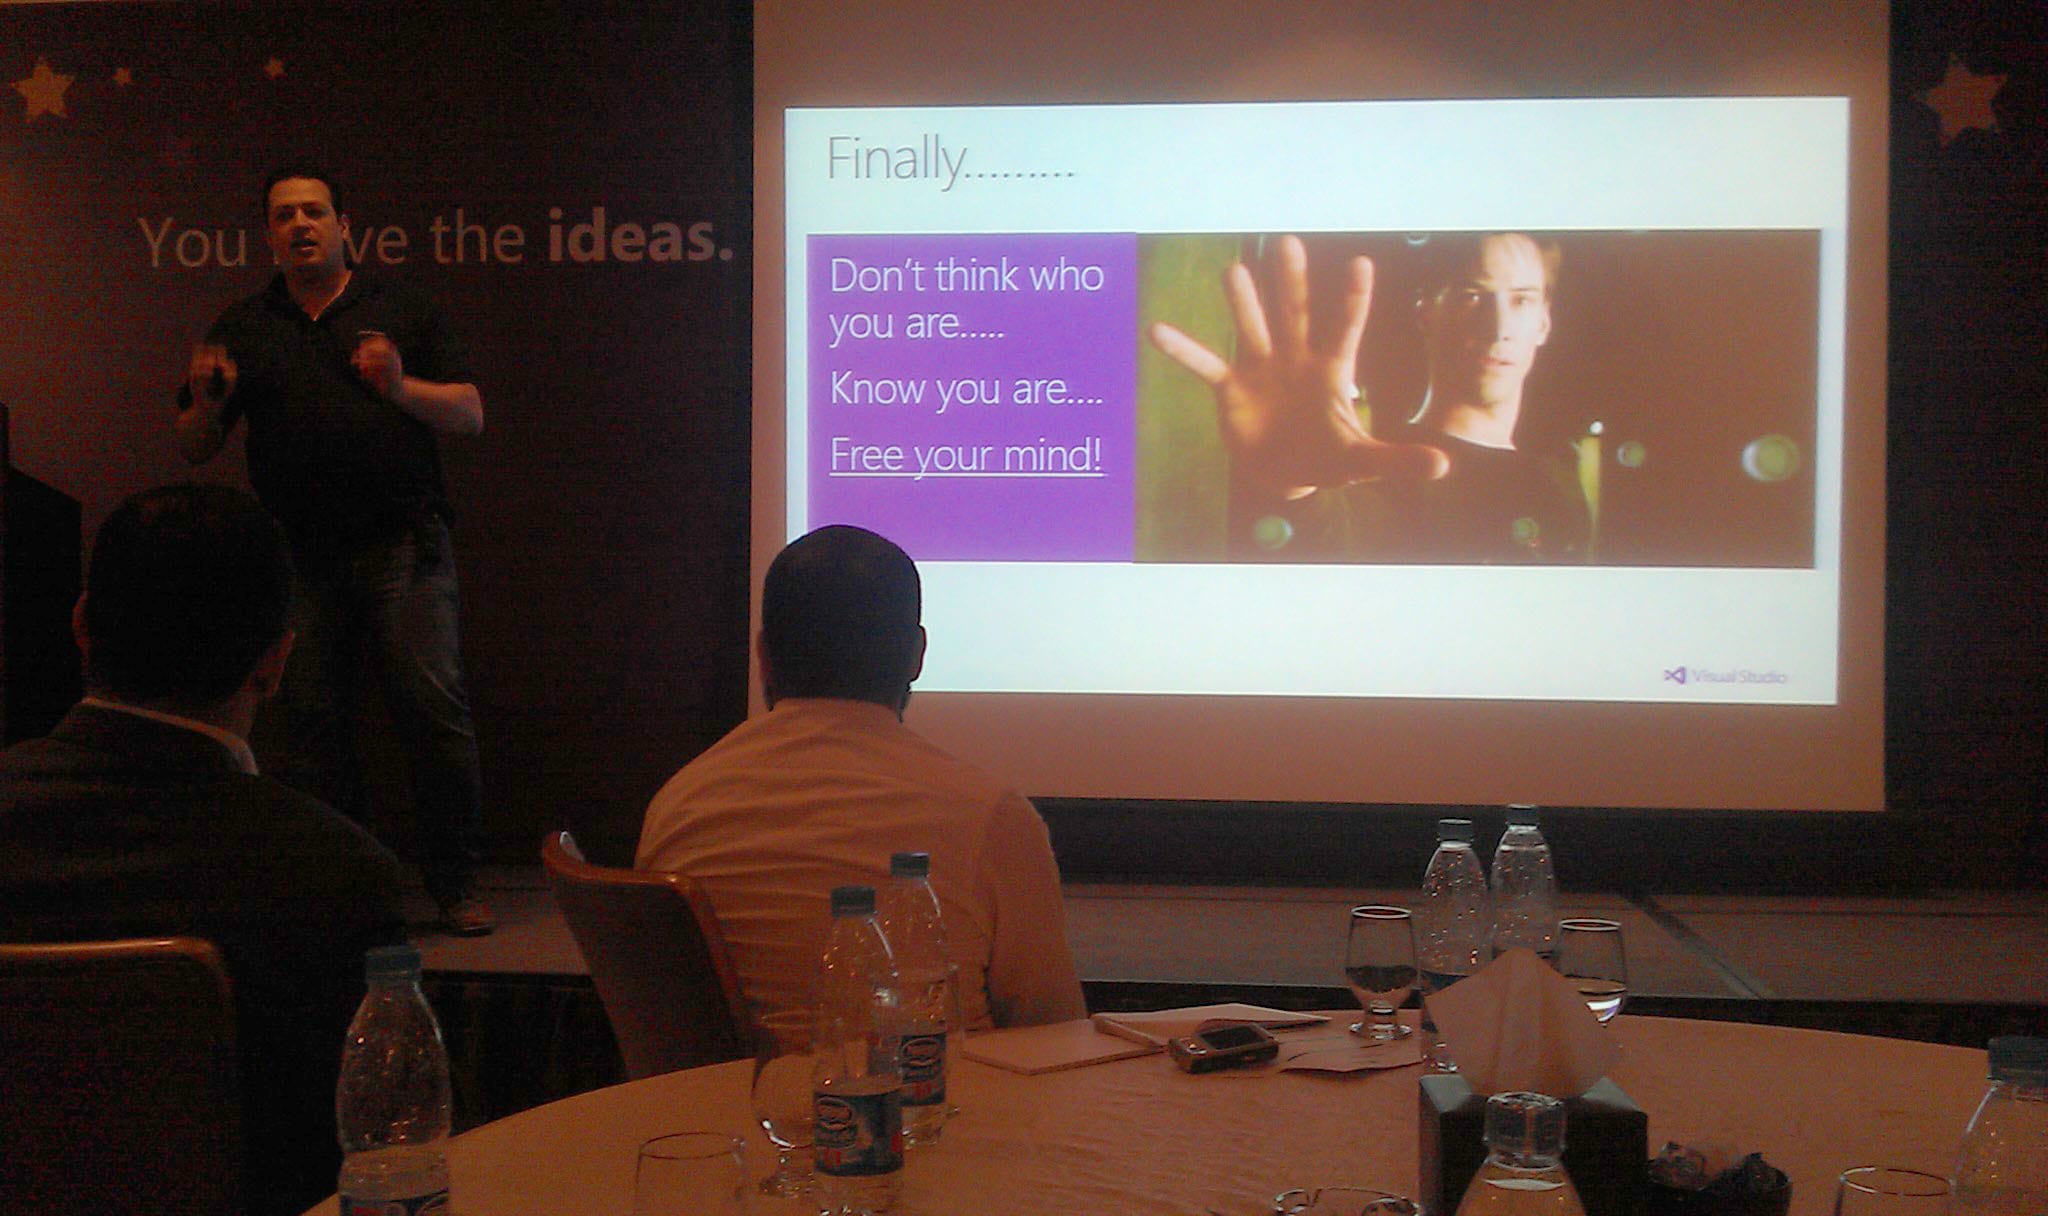 You ve the ideas.
Finally.........
Don't think who
you are.....
Know you are....
Free your mind!
Visual Studio